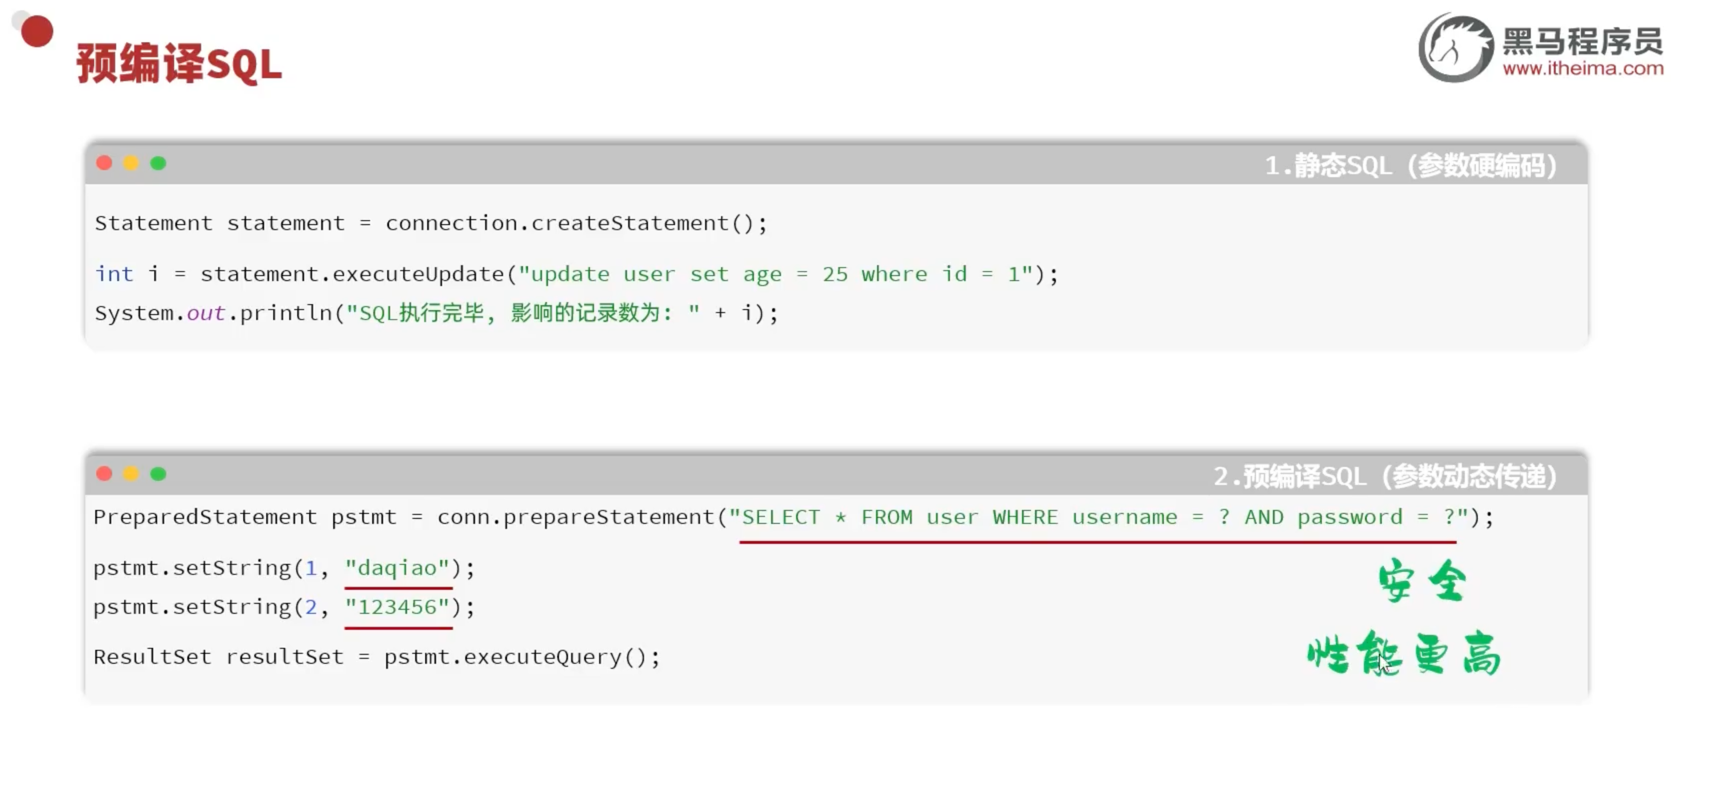 预编译SQL
黑马程序员
www.itheima.com
1.静态SQL（参数硬编码）
Statement statement = connection.createStatement();
int i = statement.executeUpdate("update user set age = 25 where id = 1");
System.out.println("SQL执行完毕, 影响的记录数为: " + i);
2.预编译SQL（参数动态传递）
PreparedStatement pstmt = conn.prepareStatement("SELECT * FROM user WHERE username = ? AND password = ?");
pstmt.setString(1, "daqiao");
安全
pstmt.setString(2, "123456");
ResultSet resultSet = pstmt.executeQuery();
性能更高